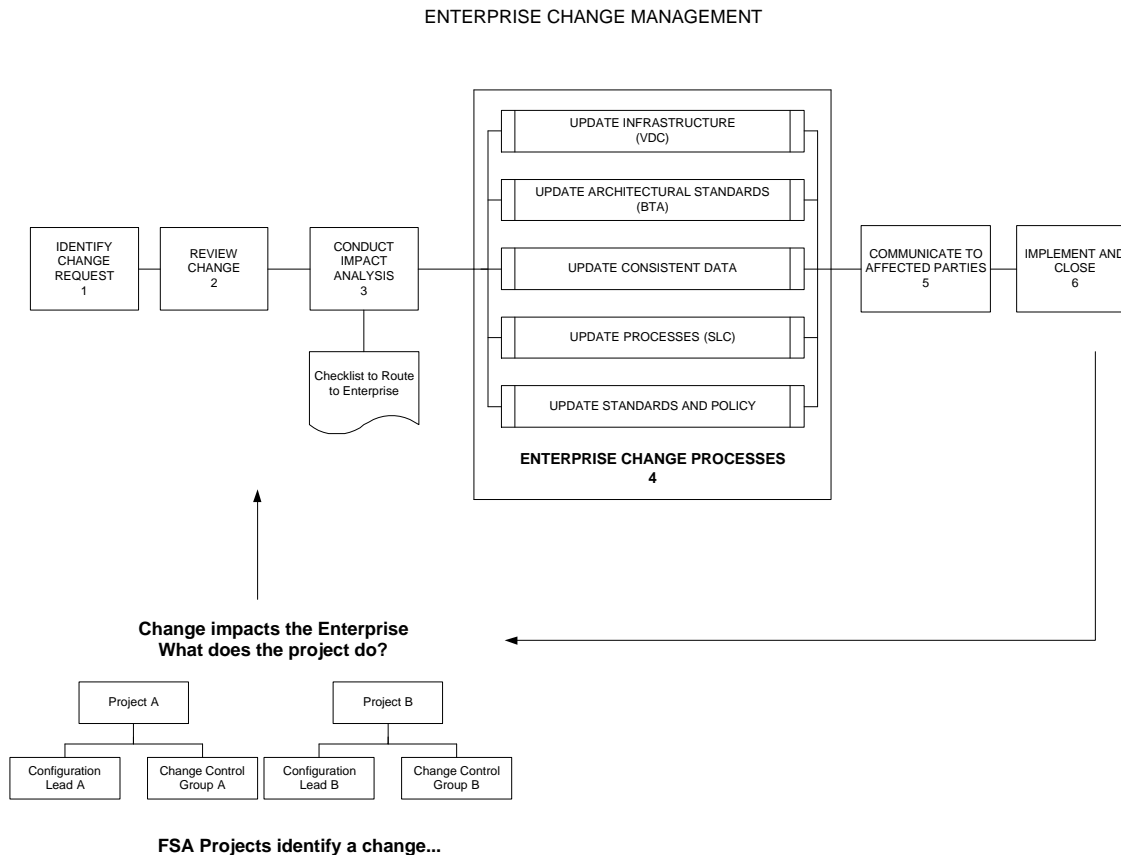 ENTERPRISE CHANGE MANAGEMENT
UPDATE INFRASTRUCTURE
(VDC)
UPDATE ARCHITECTURAL STANDARDS
(BTA)
IDENTIFY
CHANGE
REQUEST
1
REVIEW
CHANGE
2
CONDUCT
IMPACT
ANALYSIS
3
UPDATE CONSISTENT DATA
COMMUNICATE TO
AFFECTED PARTIES
5
IMPLEMENT AND
CLOSE
6
UPDATE PROCESSES (SLC)
Checklist to Route
to Enterprise
UPDATE STANDARDS AND POLICY
ENTERPRISE CHANGE PROCESSES
4
Change impacts the Enterprise
What does the project do?
Project A
Project B
Configuration
Lead A
Change Control
Group A
Configuration
Lead B
Change Control
Group B
FSA Projects identify a change...